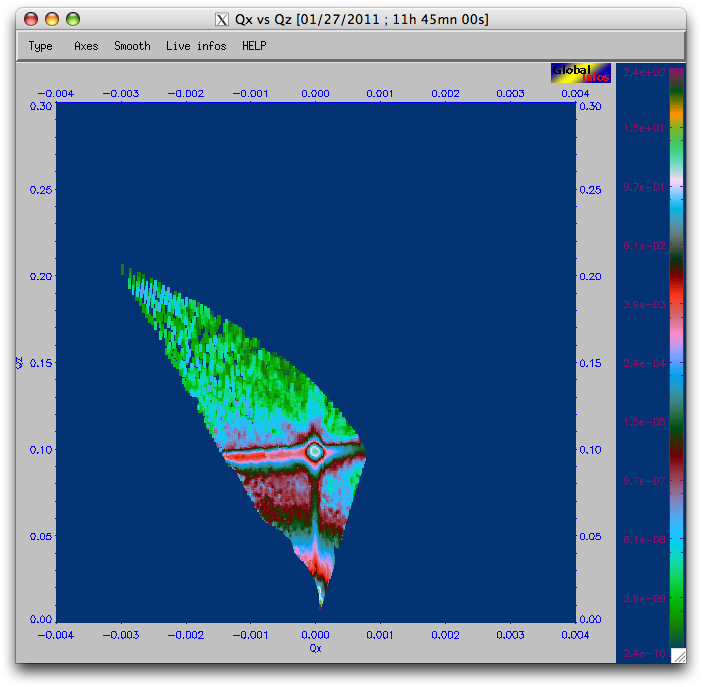 X Qx vs Qz [01/27/2011 ; 11h 45mn 00s]
Type Axes Smooth Live infos HELP
Global
Infos
-0.004 -0.003 -0.002 -0.001 0.000 0.001 0.002 0.003 0.004
0.30 0.30
0.25 0.25
0.20 0.20
0.15 0.15
Qz
0.10 0.10
0.05 0.05
0.00 0.00
-0.004 -0.003 -0.002 -0.001 0.000 0.001 0.002 0.003 0.004
Qx
2.4e+02
1.5e+01
9.7e-01
6.1e-02
3.9e-03
2.4e-04
1.5e-05
9.7e-07
6.1e-08
3.9e-09
2.4e-10